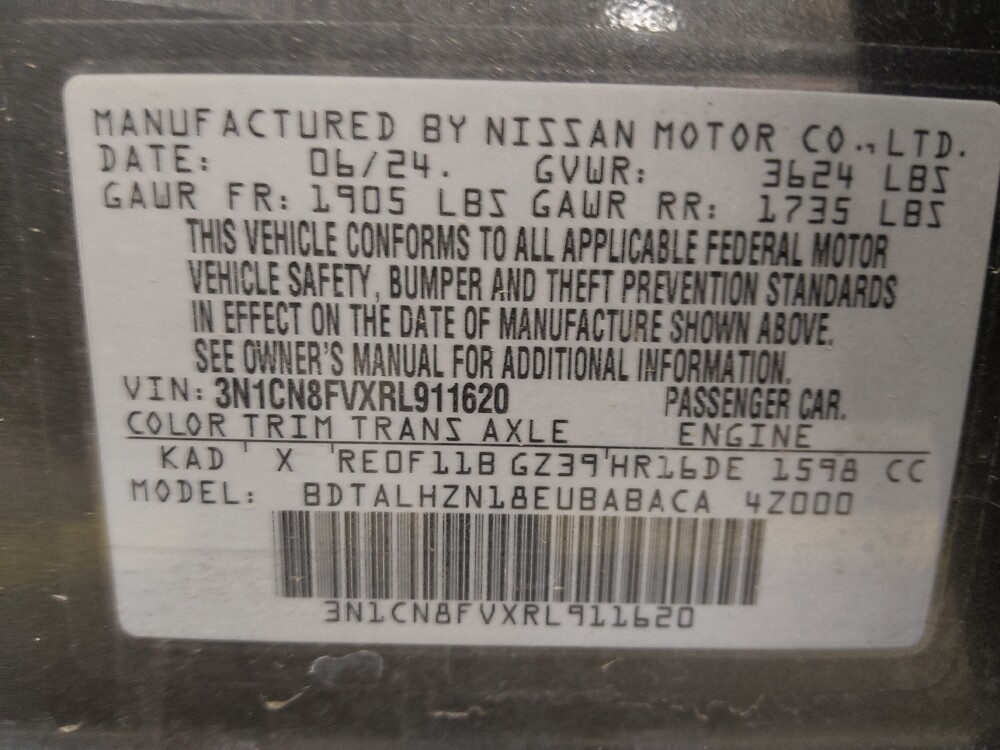 MANUFACTURED BY NISSAN MOTOR CO., LTD.
DATE: 06/24. GVWR: 3624 LBS
GAWR FR: 1905 LBS GAWR RR: 1735 LBS
THIS VEHICLE CONFORMS TO ALL APPLICABLE FEDERAL MOTOR
VEHICLE SAFETY, BUMPER AND THEFT PREVENTION STANDARDS
IN EFFECT ON THE DATE OF MANUFACTURE SHOWN ABOVE.
SEE OWNER'S MANUAL FOR ADDITIONAL INFORMATION.
VIN: 3N1CN8FVXRL911620 PASSENGER CAR.
COLOR TRIM TRANS AXLE ENGINE
KAD X RE0F11B GZ39 HR16DE 1598 CC
MODEL: BDTALHZN18EUBABACA 4Z000
3N1CN8FVXRL911620